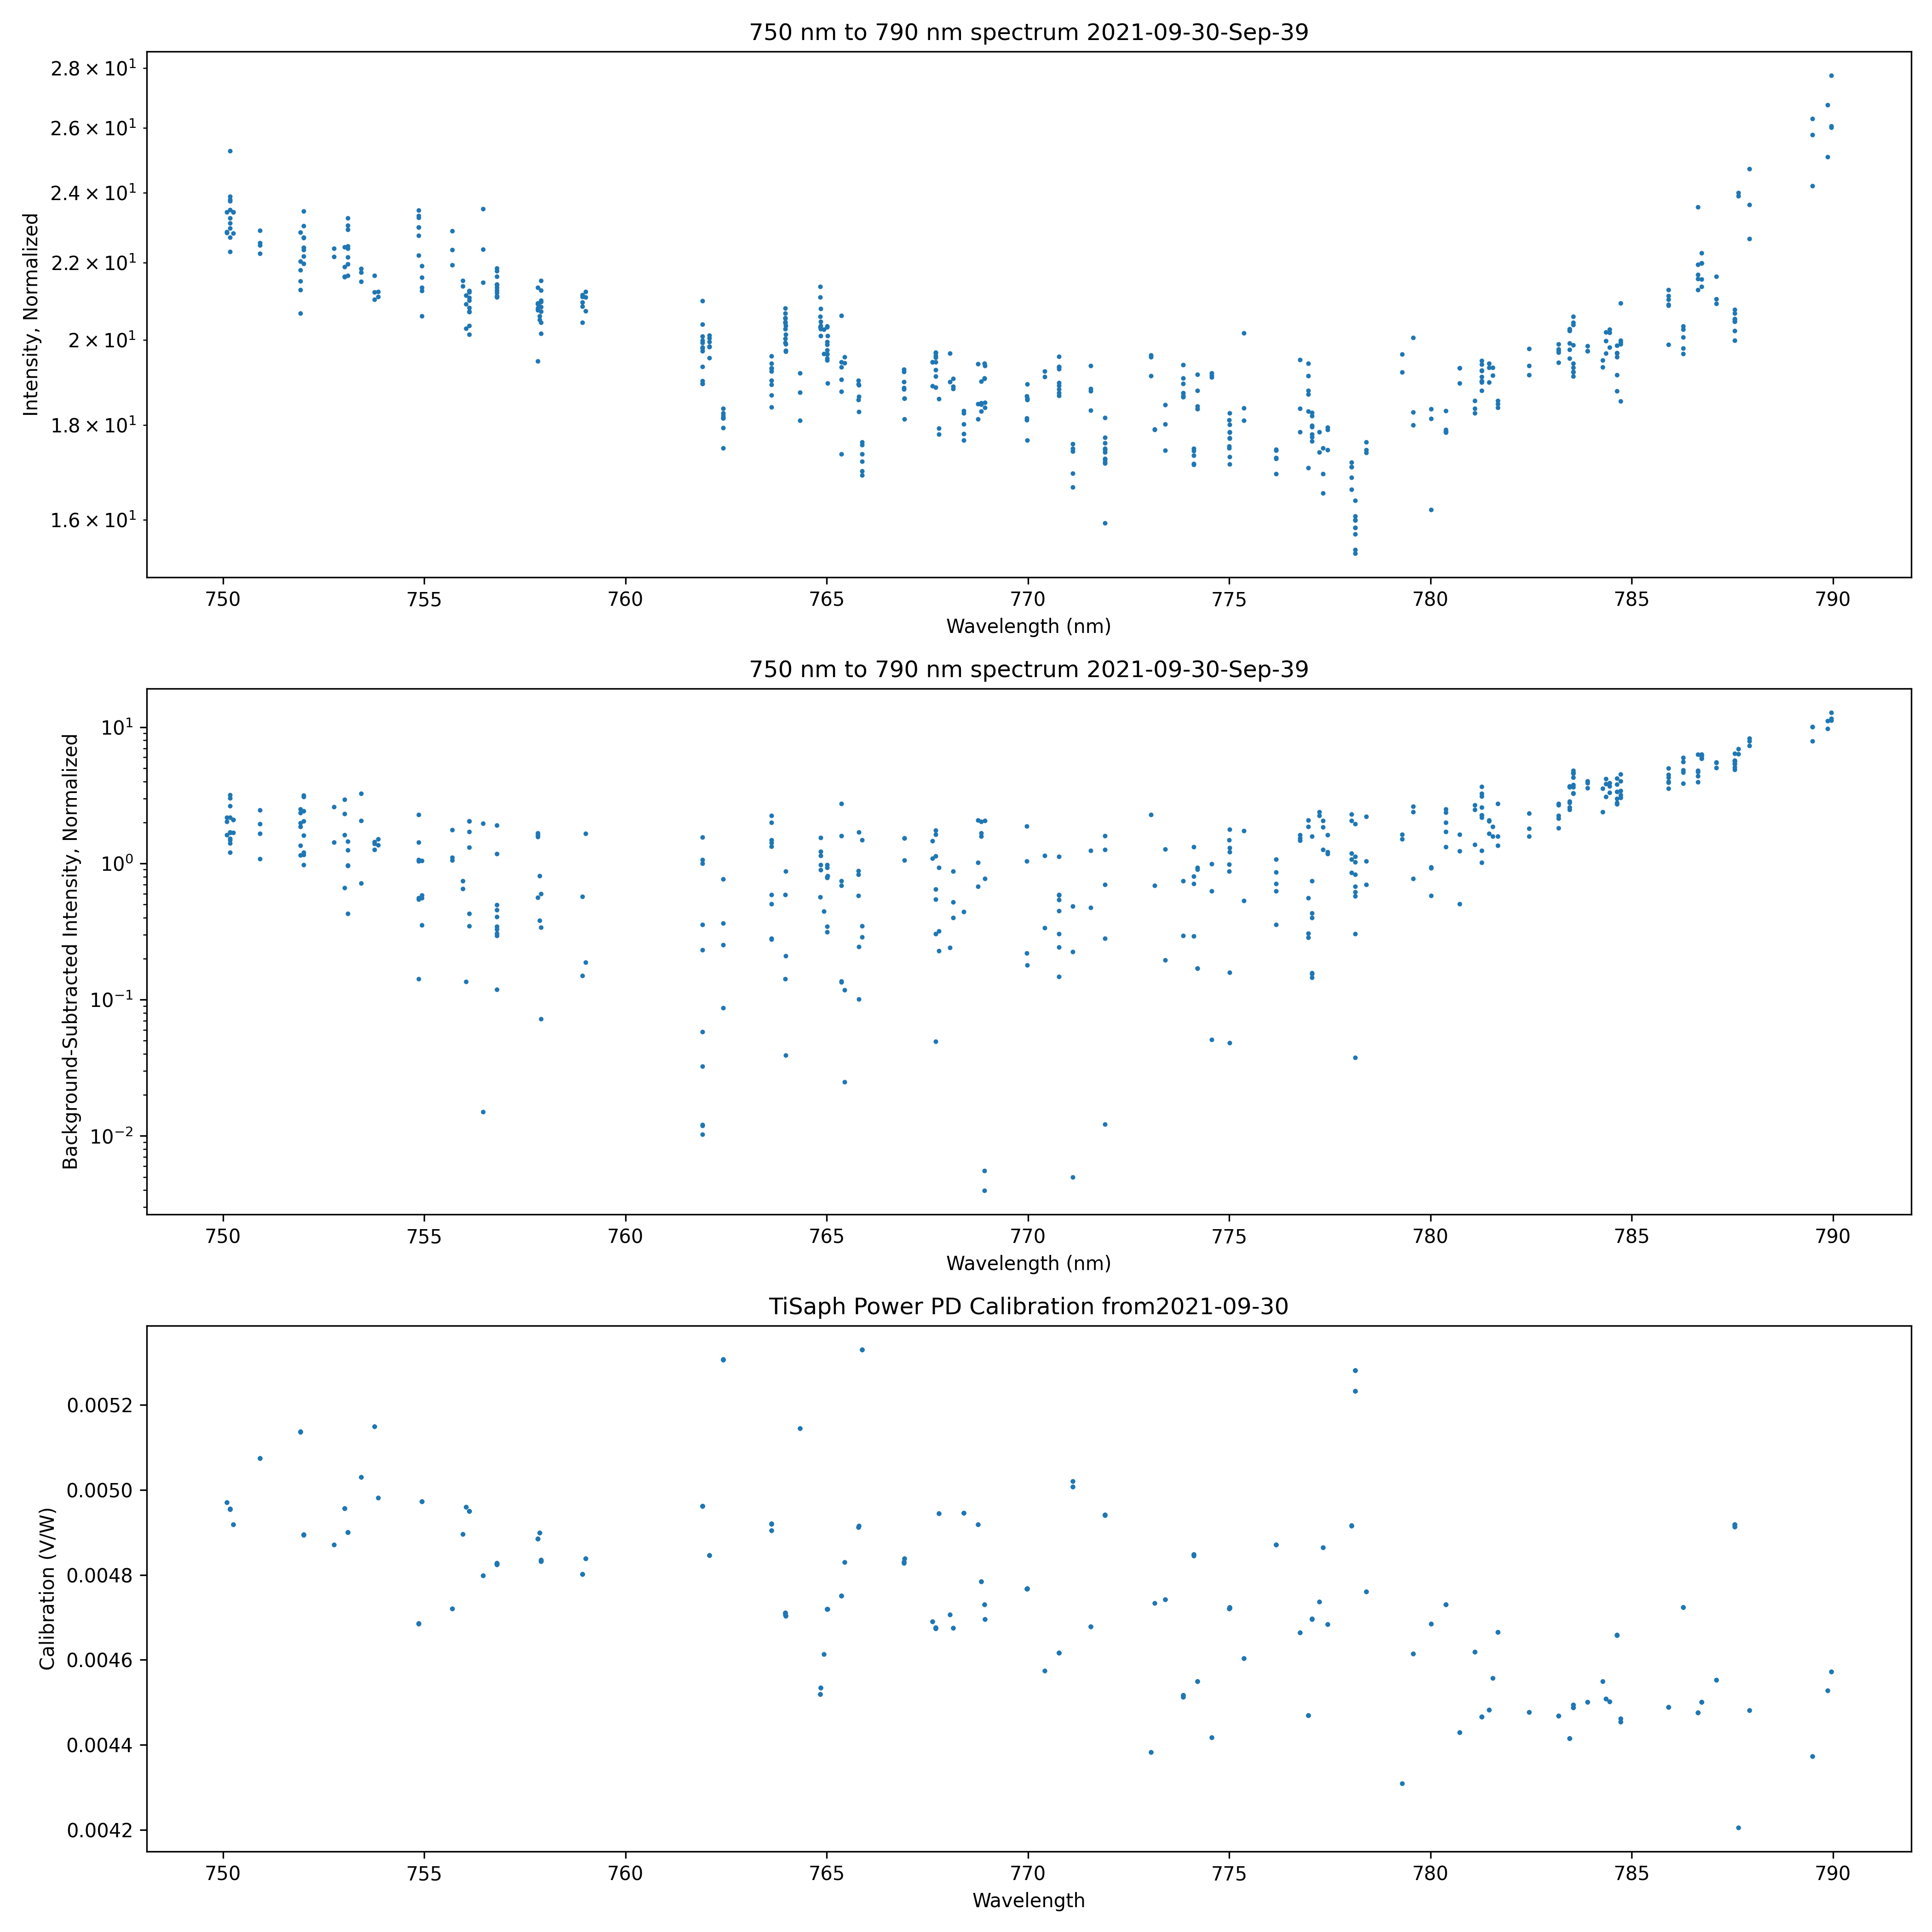 750 nm to 790 nm spectrum 2021-09-30-Sep-39
2.8 × 10¹
2.6 × 10¹
2.4 × 10¹
2.2 × 10¹
2 × 10¹
1.8 × 10¹
1.6 × 10¹
Intensity, Normalized
750 755 760 765 770 775 780 785 790
Wavelength (nm)
750 nm to 790 nm spectrum 2021-09-30-Sep-39
10¹
10⁰
10⁻¹
10⁻²
Background-Subtracted Intensity, Normalized
750 755 760 765 770 775 780 785 790
Wavelength (nm)
TiSaph Power PD Calibration from2021-09-30
0.0052
0.0050
0.0048
0.0046
0.0044
0.0042
Calibration (V/W)
750 755 760 765 770 775 780 785 790
Wavelength